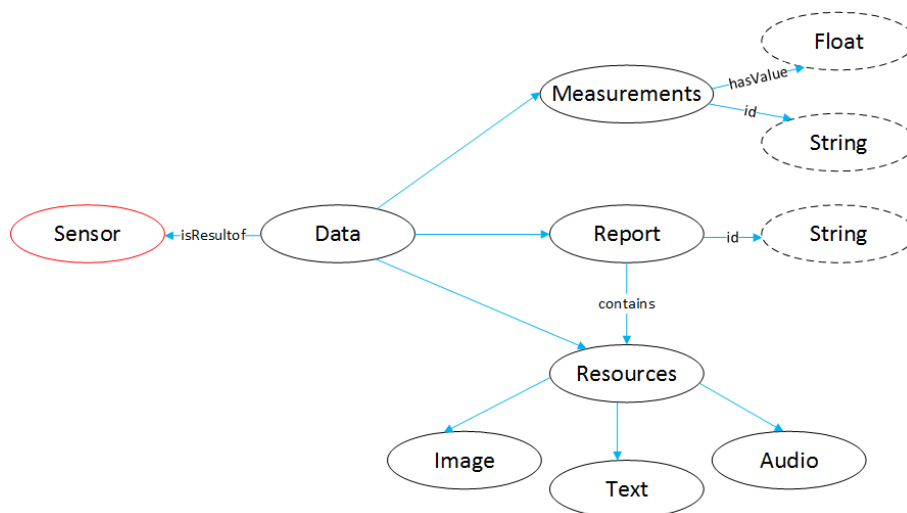 Float
hasValue
Measurements
id
String
Sensor
isResultof
Data
Report
id
String
contains
Resources
Image
Text
Audio